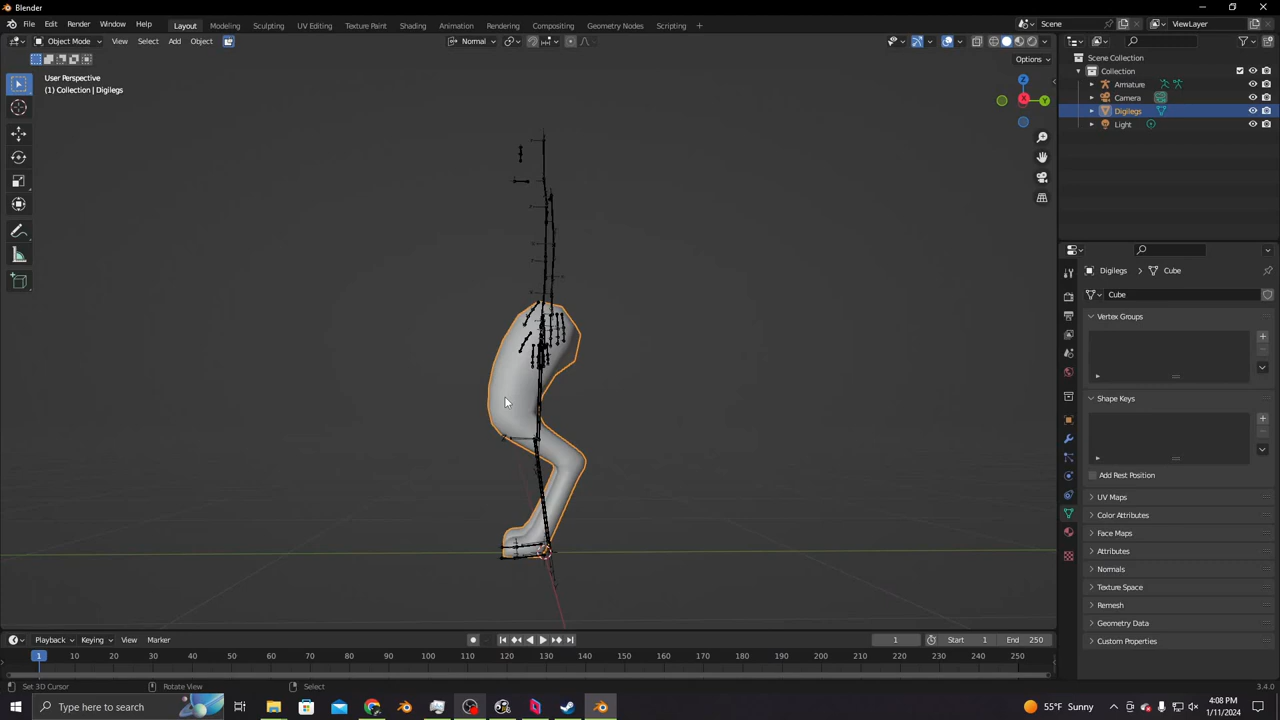 Blender
File Edit Render Window Help
Layout Modeling Sculpting UV Editing Texture Paint Shading Animation Rendering Compositing Geometry Nodes Scripting +
Scene
ViewLayer
Object Mode View Select Add Object
Normal
Options
User Perspective
(1) Collection | Digilegs
Z
Y
X
Scene Collection
Collection
Armature
Camera
Digilegs
Light
Digilegs > Cube
Cube
Vertex Groups
Shape Keys
Add Rest Position
UV Maps
Color Attributes
Face Maps
Attributes
Normals
Texture Space
Remesh
Geometry Data
Custom Properties
Playback Keying View Marker
1 Start 1 End 250
1 10 20 30 40 50 60 70 80 90 100 110 120 130 140 150 160 170 180 190 200 210 220 230 240 250
Set 3D Cursor Rotate View Select 3.4.0
Type here to search
55°F Sunny
4:08 PM
1/11/2024